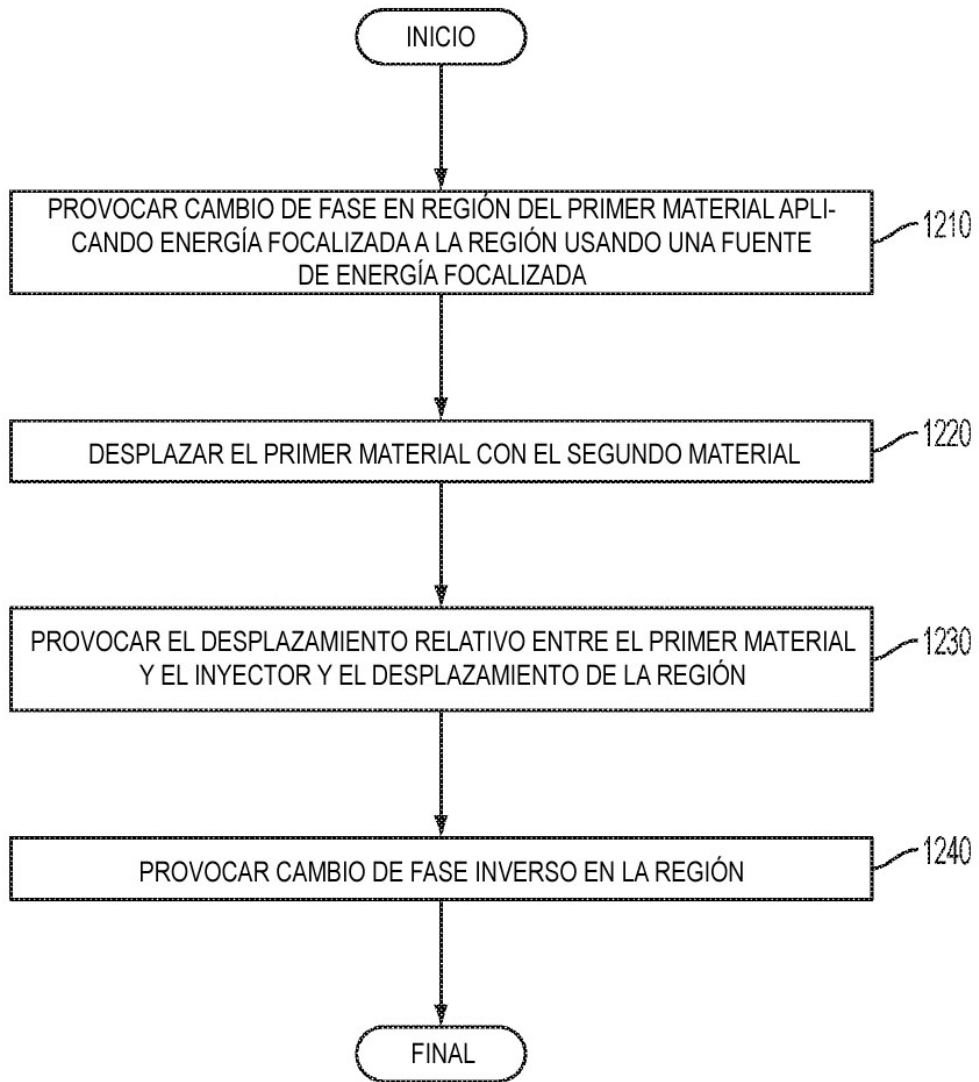 INICIO
PROVOCAR CAMBIO DE FASE EN REGIÓN DEL PRIMER MATERIAL APLI-
CANDO ENERGÍA FOCALIZADA A LA REGIÓN USANDO UNA FUENTE
DE ENERGÍA FOCALIZADA
1210
DESPLAZAR EL PRIMER MATERIAL CON EL SEGUNDO MATERIAL
1220
PROVOCAR EL DESPLAZAMIENTO RELATIVO ENTRE EL PRIMER MATERIAL
Y EL INYECTOR Y EL DESPLAZAMIENTO DE LA REGIÓN
1230
PROVOCAR CAMBIO DE FASE INVERSO EN LA REGIÓN
1240
FINAL